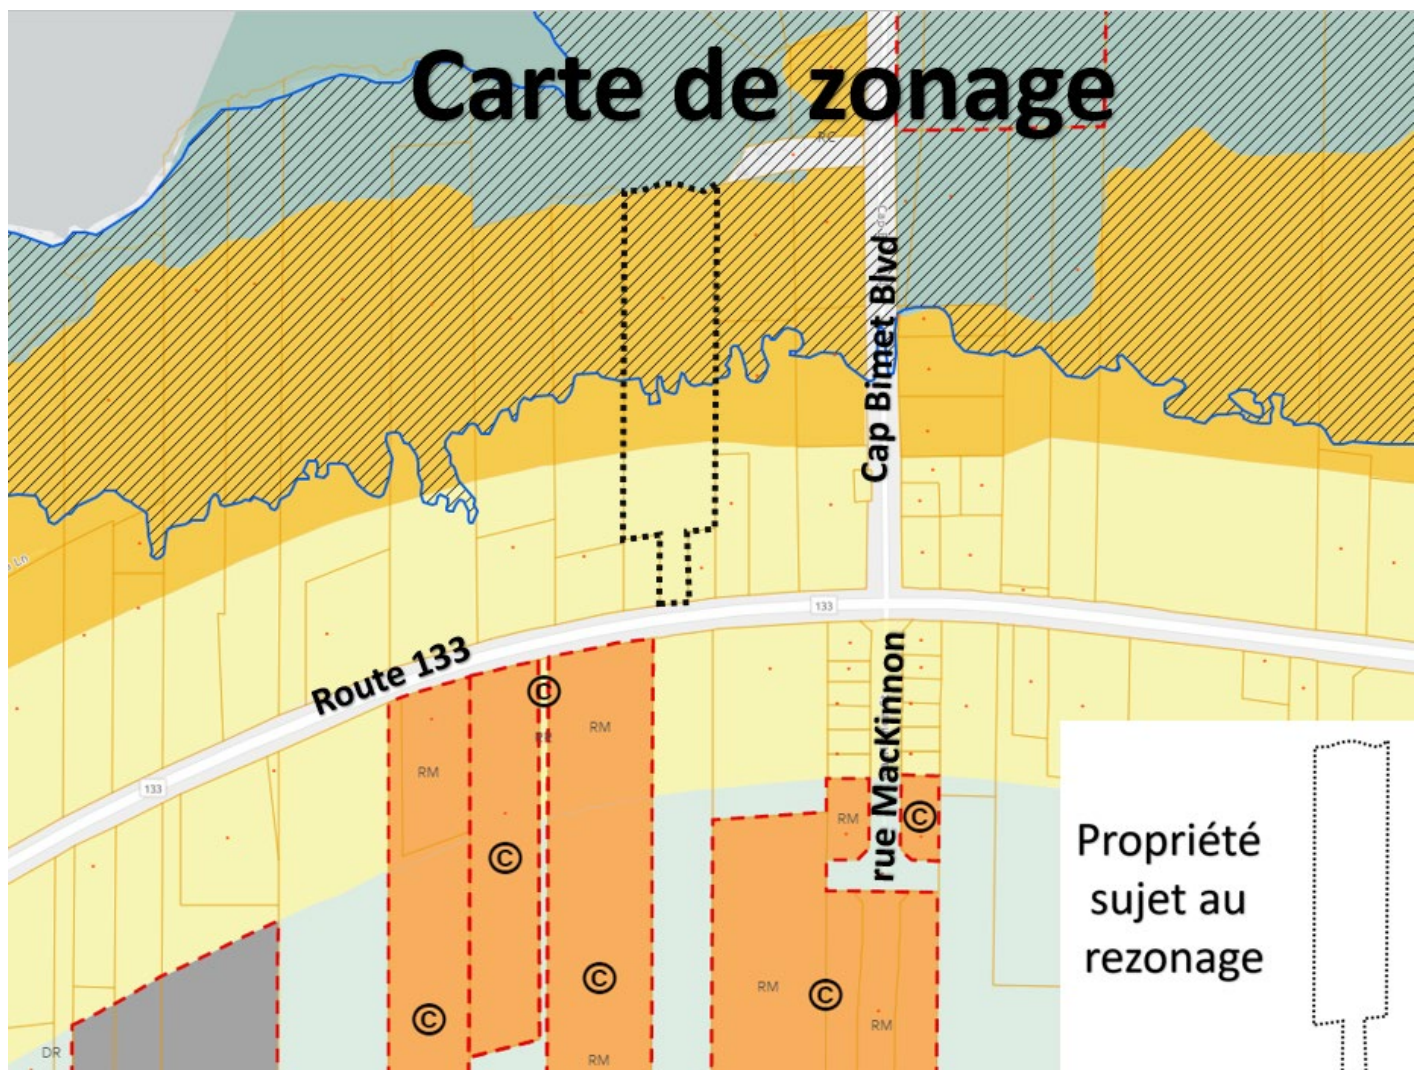 Carte de zonage
RC
Cap Bimet Blvd
Ln
133
Route 133
©
RM
RM
133
rue MacKinnon
RM
©
©
Propriété
sujet au
rezonage
©
RM
©
©
RM
DR
RM